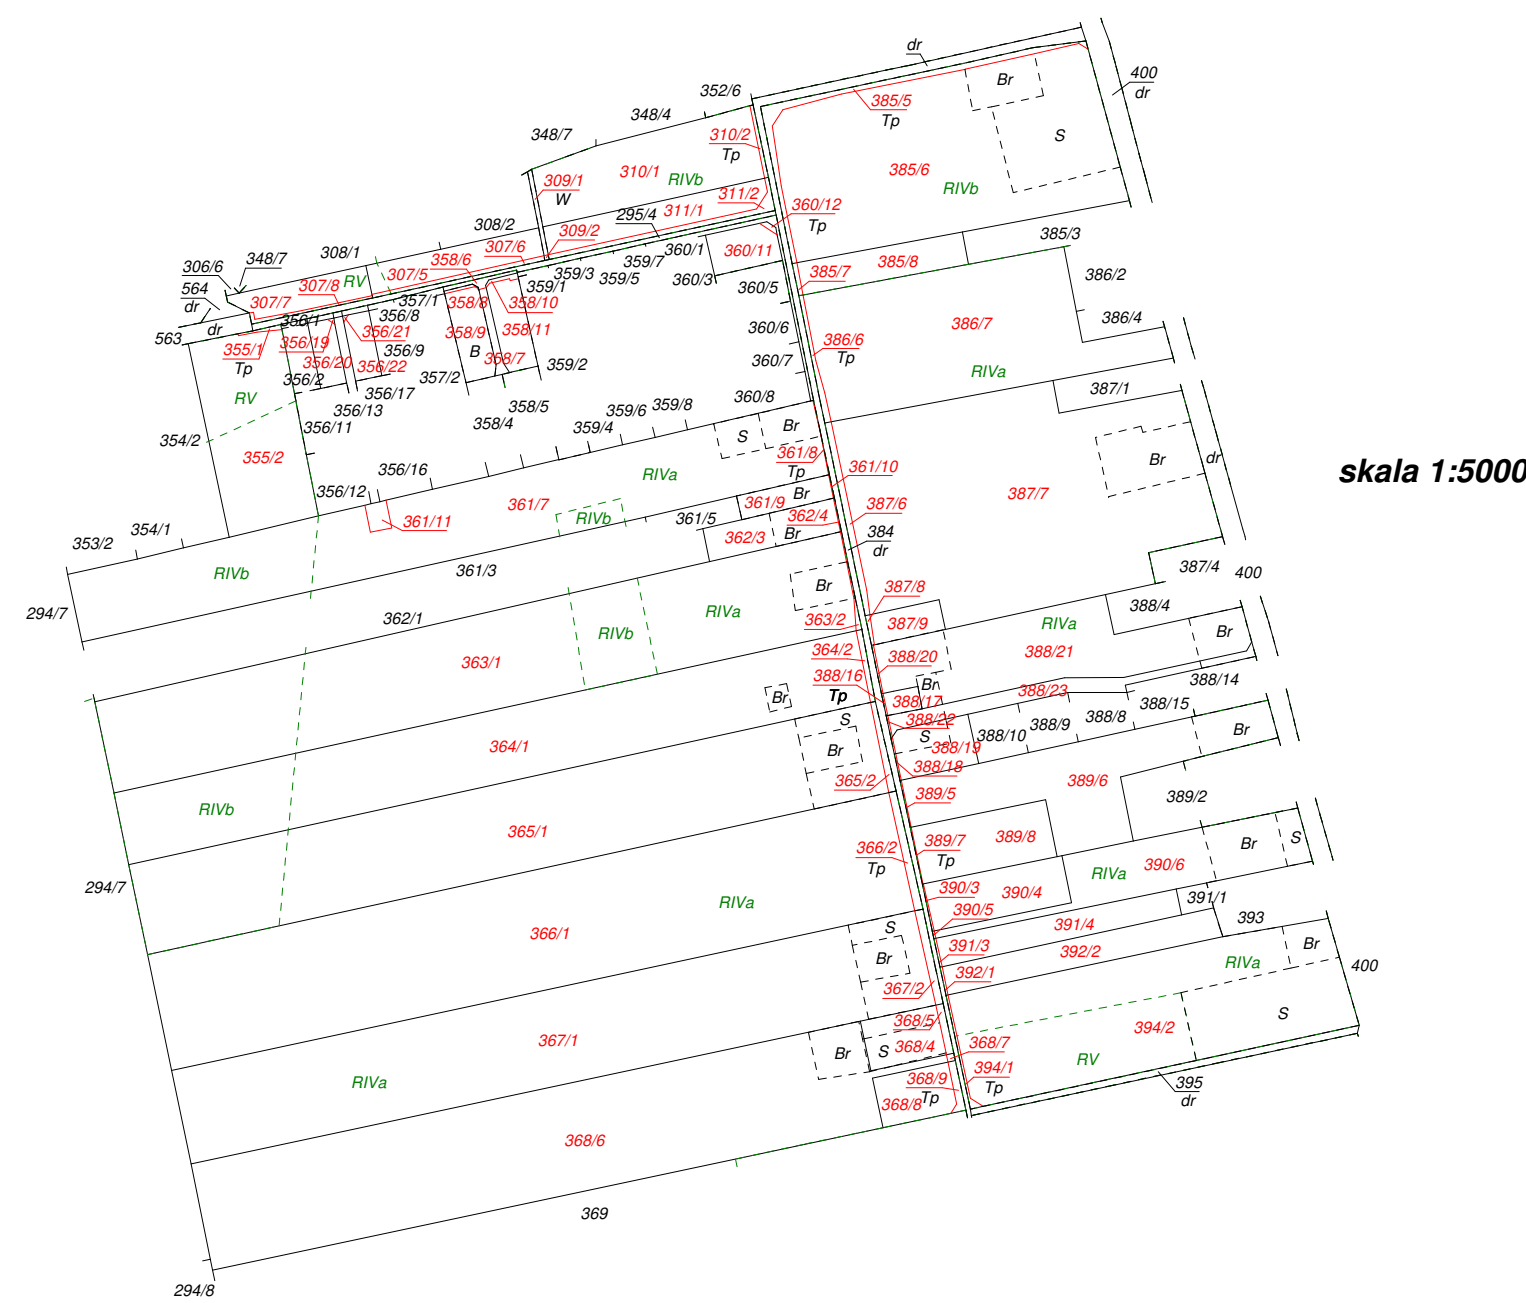 dr
400
dr
352/6
348/4
348/7
385/5
Tp
Br
S
310/2
Tp
310/1
RIVb
385/6
RIVb
309/1
W
311/2
311/1
360/12
Tp
295/4
308/2
309/2
307/6
385/3
308/1
348/7
306/6
RV
307/5
358/6
359/3
359/5
359/7
360/1
360/11
360/3
385/8
385/7
386/2
564
dr
307/8
307/7
357/1
358/8
358/10
359/1
360/5
386/4
563
dr
356/1
356/8
356/21
358/9
358/11
360/6
386/7
355/1
Tp
356/19
356/20
356/9
356/22
B
358/7
359/2
360/7
386/6
Tp
RIVa
356/2
356/17
357/2
387/1
RV
356/13
358/5
358/4
359/6
359/8
360/8
354/2
356/11
359/4
S
Br
Br
dr
skala 1:5000
355/2
356/16
RIVa
361/8
Tp
361/10
356/12
361/7
361/9
Br
387/7
361/11
RIVb
361/5
362/4
387/6
354/1
353/2
362/3
Br
384
dr
RIVb
361/3
Br
387/4
400
294/7
362/1
RIVb
RIVa
363/2
387/8
387/9
388/4
RIVa
Br
363/1
364/2
388/20
388/21
388/16
Tp
Br
Br
388/17
388/23
388/14
388/15
364/1
S
Br
388/22
S
388/19
388/10
388/9
388/8
Br
388/18
365/2
389/5
389/6
389/2
RIVb
365/1
366/2
Tp
389/7
Tp
389/8
Br
S
294/7
RIVa
390/3
390/4
RIVa
390/6
391/1
366/1
S
390/5
391/4
393
Br
391/3
392/2
RIVa
Br
400
367/2
392/1
367/1
368/5
S
Br
S
368/4
368/7
394/2
RV
RIVa
368/9
Tp
394/1
Tp
395
dr
368/8
368/6
369
294/8